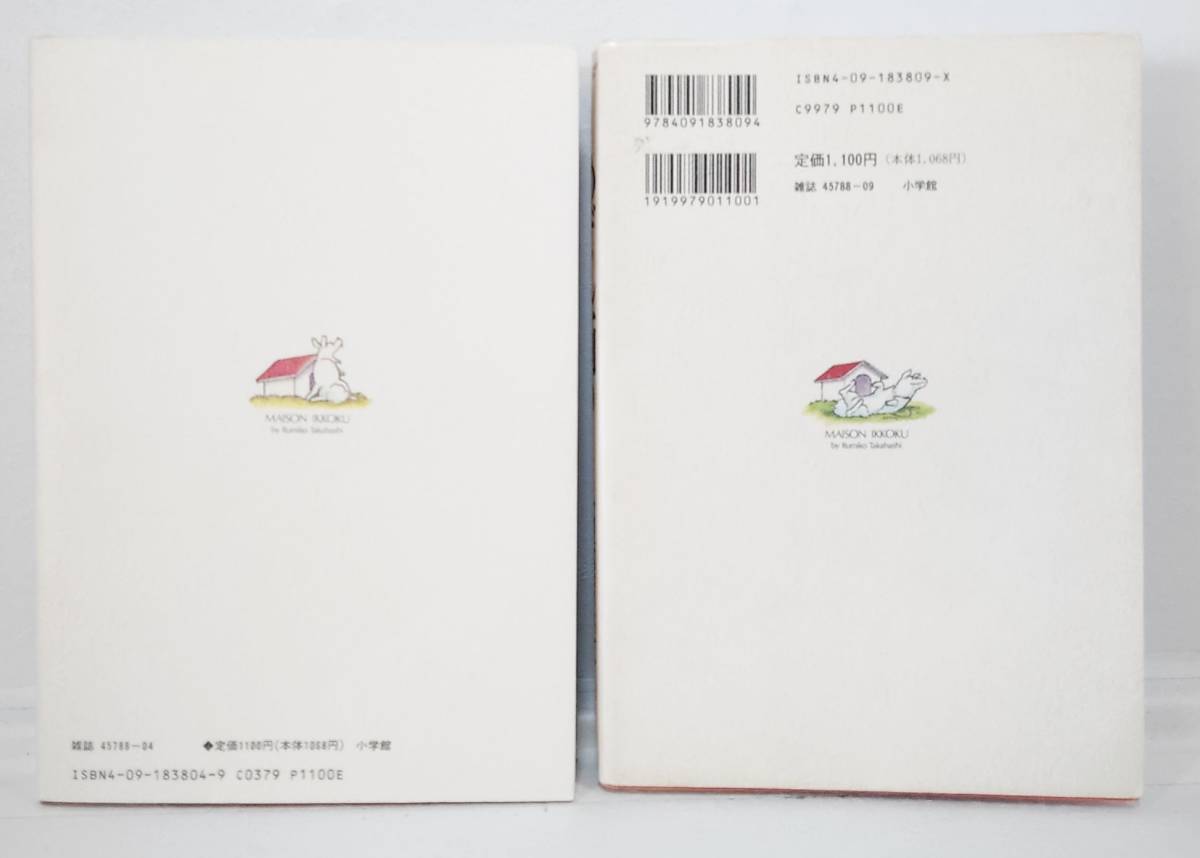 MAISON IKKOKU
by Rumiko Takahashi
雑誌 45788-04 ◆定価1100円(本体1068円) 小学館
ISBN4-09-183804-9 C0379 P1100E
9784091838094
1919979011001
ISBN4-09-183809-X
C9979 P1100E
定価1,100円(本体1,068円)
雑誌 45788-09 小学館
MAISON IKKOKU
by Rumiko Takahashi